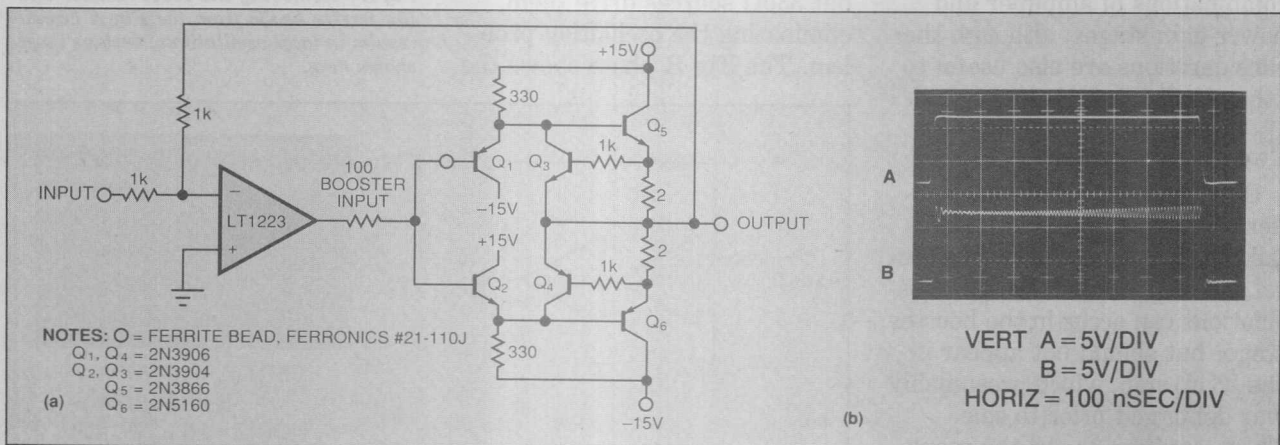 +15V
330
1k
Q5
Q1
Q3
1k
100
BOOSTER
INPUT
2
INPUT
1k
−
LT1223
+
−15V
OUTPUT
+15V
2
1k
Q2
Q4
Q6
330
−15V
NOTES: O = FERRITE BEAD, FERRONICS #21-110J
Q1, Q4 = 2N3906
Q2, Q3 = 2N3904
Q5 = 2N3866
Q6 = 2N5160
(a)
A
B
VERT A = 5V/DIV
B = 5V/DIV
HORIZ = 100 nSEC/DIV
(b)